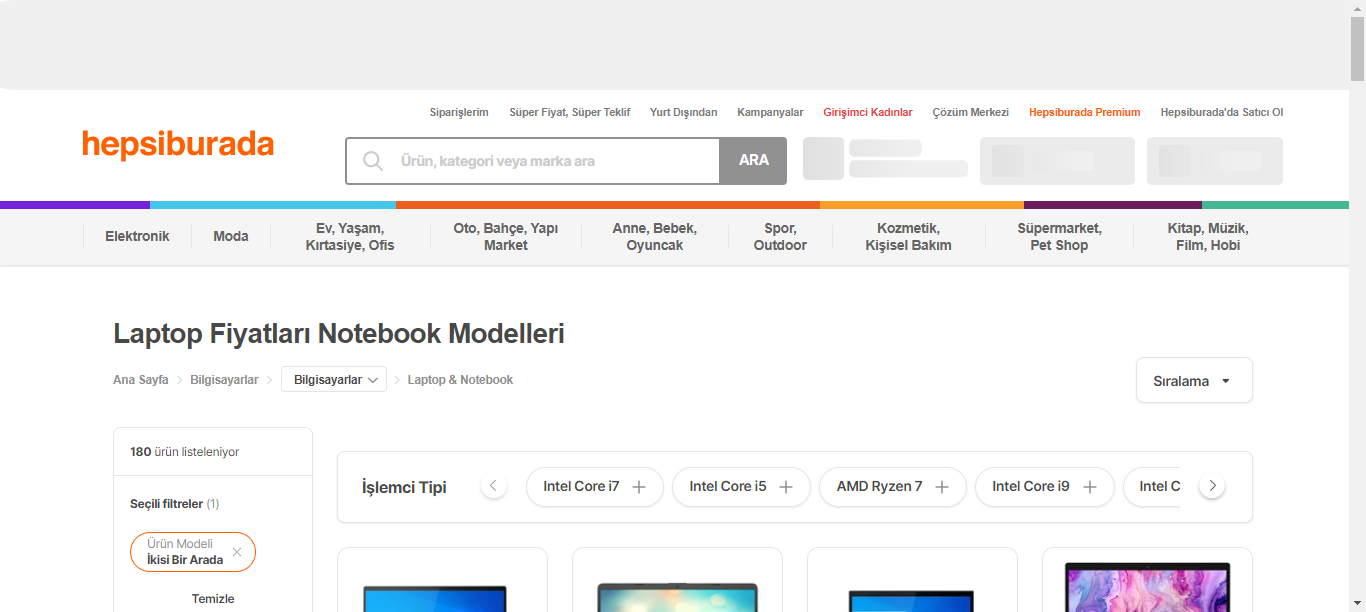 Siparişlerim Süper Fiyat, Süper Teklif Yurt Dışından Kampanyalar Girişimci Kadınlar Çözüm Merkezi Hepsiburada Premium Hepsiburada'da Satıcı Ol
hepsiburada
Ürün, kategori veya marka ara ARA
Elektronik
Moda
Ev, Yaşam,
Kırtasiye, Ofis
Oto, Bahçe, Yapı
Market
Anne, Bebek,
Oyuncak
Spor,
Outdoor
Kozmetik,
Kişisel Bakım
Süpermarket,
Pet Shop
Kitap, Müzik,
Film, Hobi
Laptop Fiyatları Notebook Modelleri
Ana Sayfa Bilgisayarlar Bilgisayarlar Laptop & Notebook
Sıralama
180 ürün listeleniyor
Seçili filtreler (1)
Ürün Modeli
İkisi Bir Arada
Temizle
İşlemci Tipi Intel Core i7 Intel Core i5 AMD Ryzen 7 Intel Core i9 Intel C